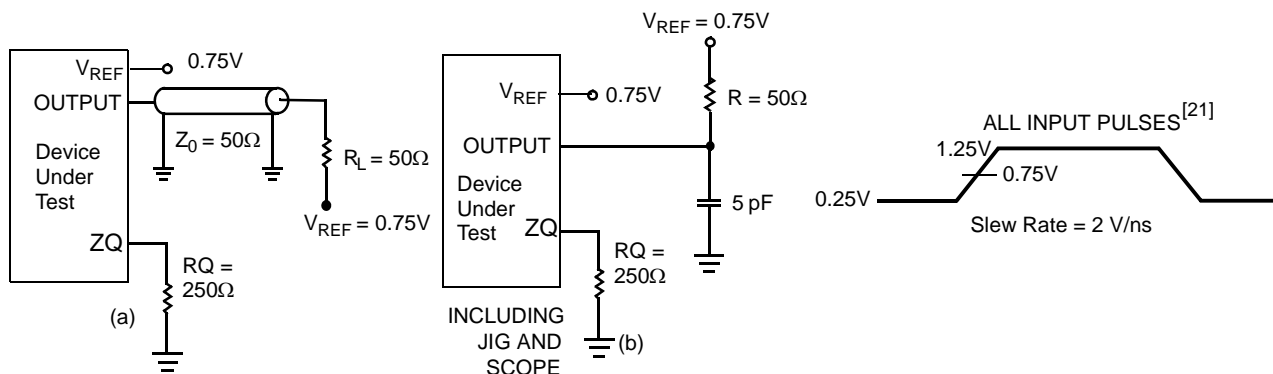 V_REF
0.75V
OUTPUT
Z_0 = 50Ω
Device
Under
Test
R_L = 50Ω
V_REF = 0.75V
ZQ
RQ =
250Ω
(a)
V_REF = 0.75V
V_REF
0.75V
R = 50Ω
OUTPUT
Device
Under
Test
5 pF
ZQ
RQ =
250Ω
INCLUDING
JIG AND
SCOPE
(b)
ALL INPUT PULSES[21]
1.25V
0.75V
0.25V
Slew Rate = 2 V/ns